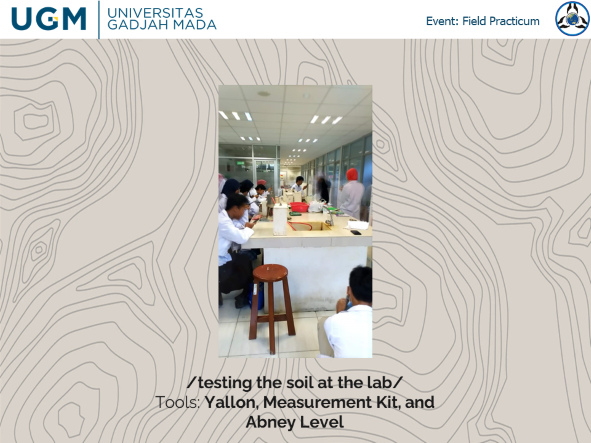 UGM
UNIVERSITAS
GADJAH MADA
Event: Field Practicum
/testing the soil at the lab/
Tools: Yallon, Measurement Kit, and
Abney Level